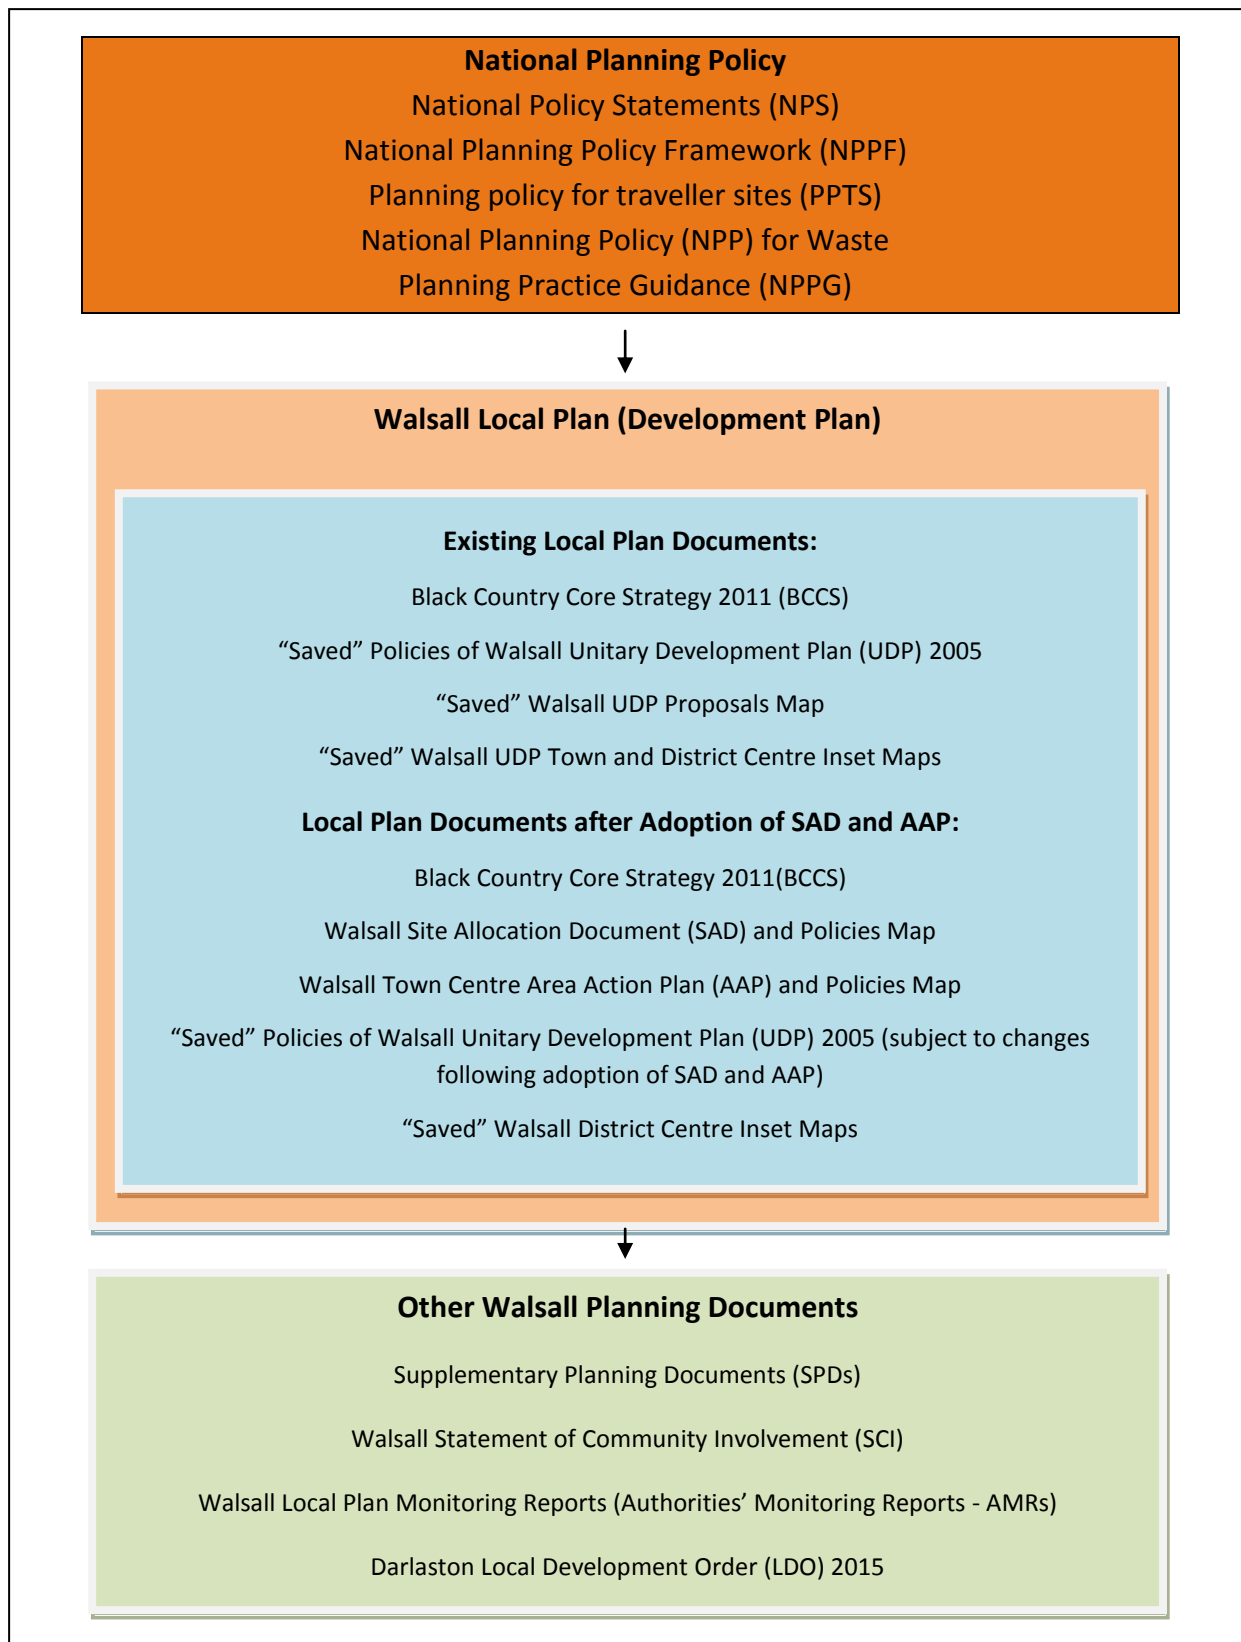 National Planning Policy
National Policy Statements (NPS)
National Planning Policy Framework (NPPF)
Planning policy for traveller sites (PPTS)
National Planning Policy (NPP) for Waste
Planning Practice Guidance (NPPG)
Walsall Local Plan (Development Plan)
Existing Local Plan Documents:
Black Country Core Strategy 2011 (BCCS)
“Saved” Policies of Walsall Unitary Development Plan (UDP) 2005
“Saved” Walsall UDP Proposals Map
“Saved” Walsall UDP Town and District Centre Inset Maps
Local Plan Documents after Adoption of SAD and AAP:
Black Country Core Strategy 2011(BCCS)
Walsall Site Allocation Document (SAD) and Policies Map
Walsall Town Centre Area Action Plan (AAP) and Policies Map
“Saved” Policies of Walsall Unitary Development Plan (UDP) 2005 (subject to changes
following adoption of SAD and AAP)
“Saved” Walsall District Centre Inset Maps
Other Walsall Planning Documents
Supplementary Planning Documents (SPDs)
Walsall Statement of Community Involvement (SCI)
Walsall Local Plan Monitoring Reports (Authorities’ Monitoring Reports - AMRs)
Darlaston Local Development Order (LDO) 2015